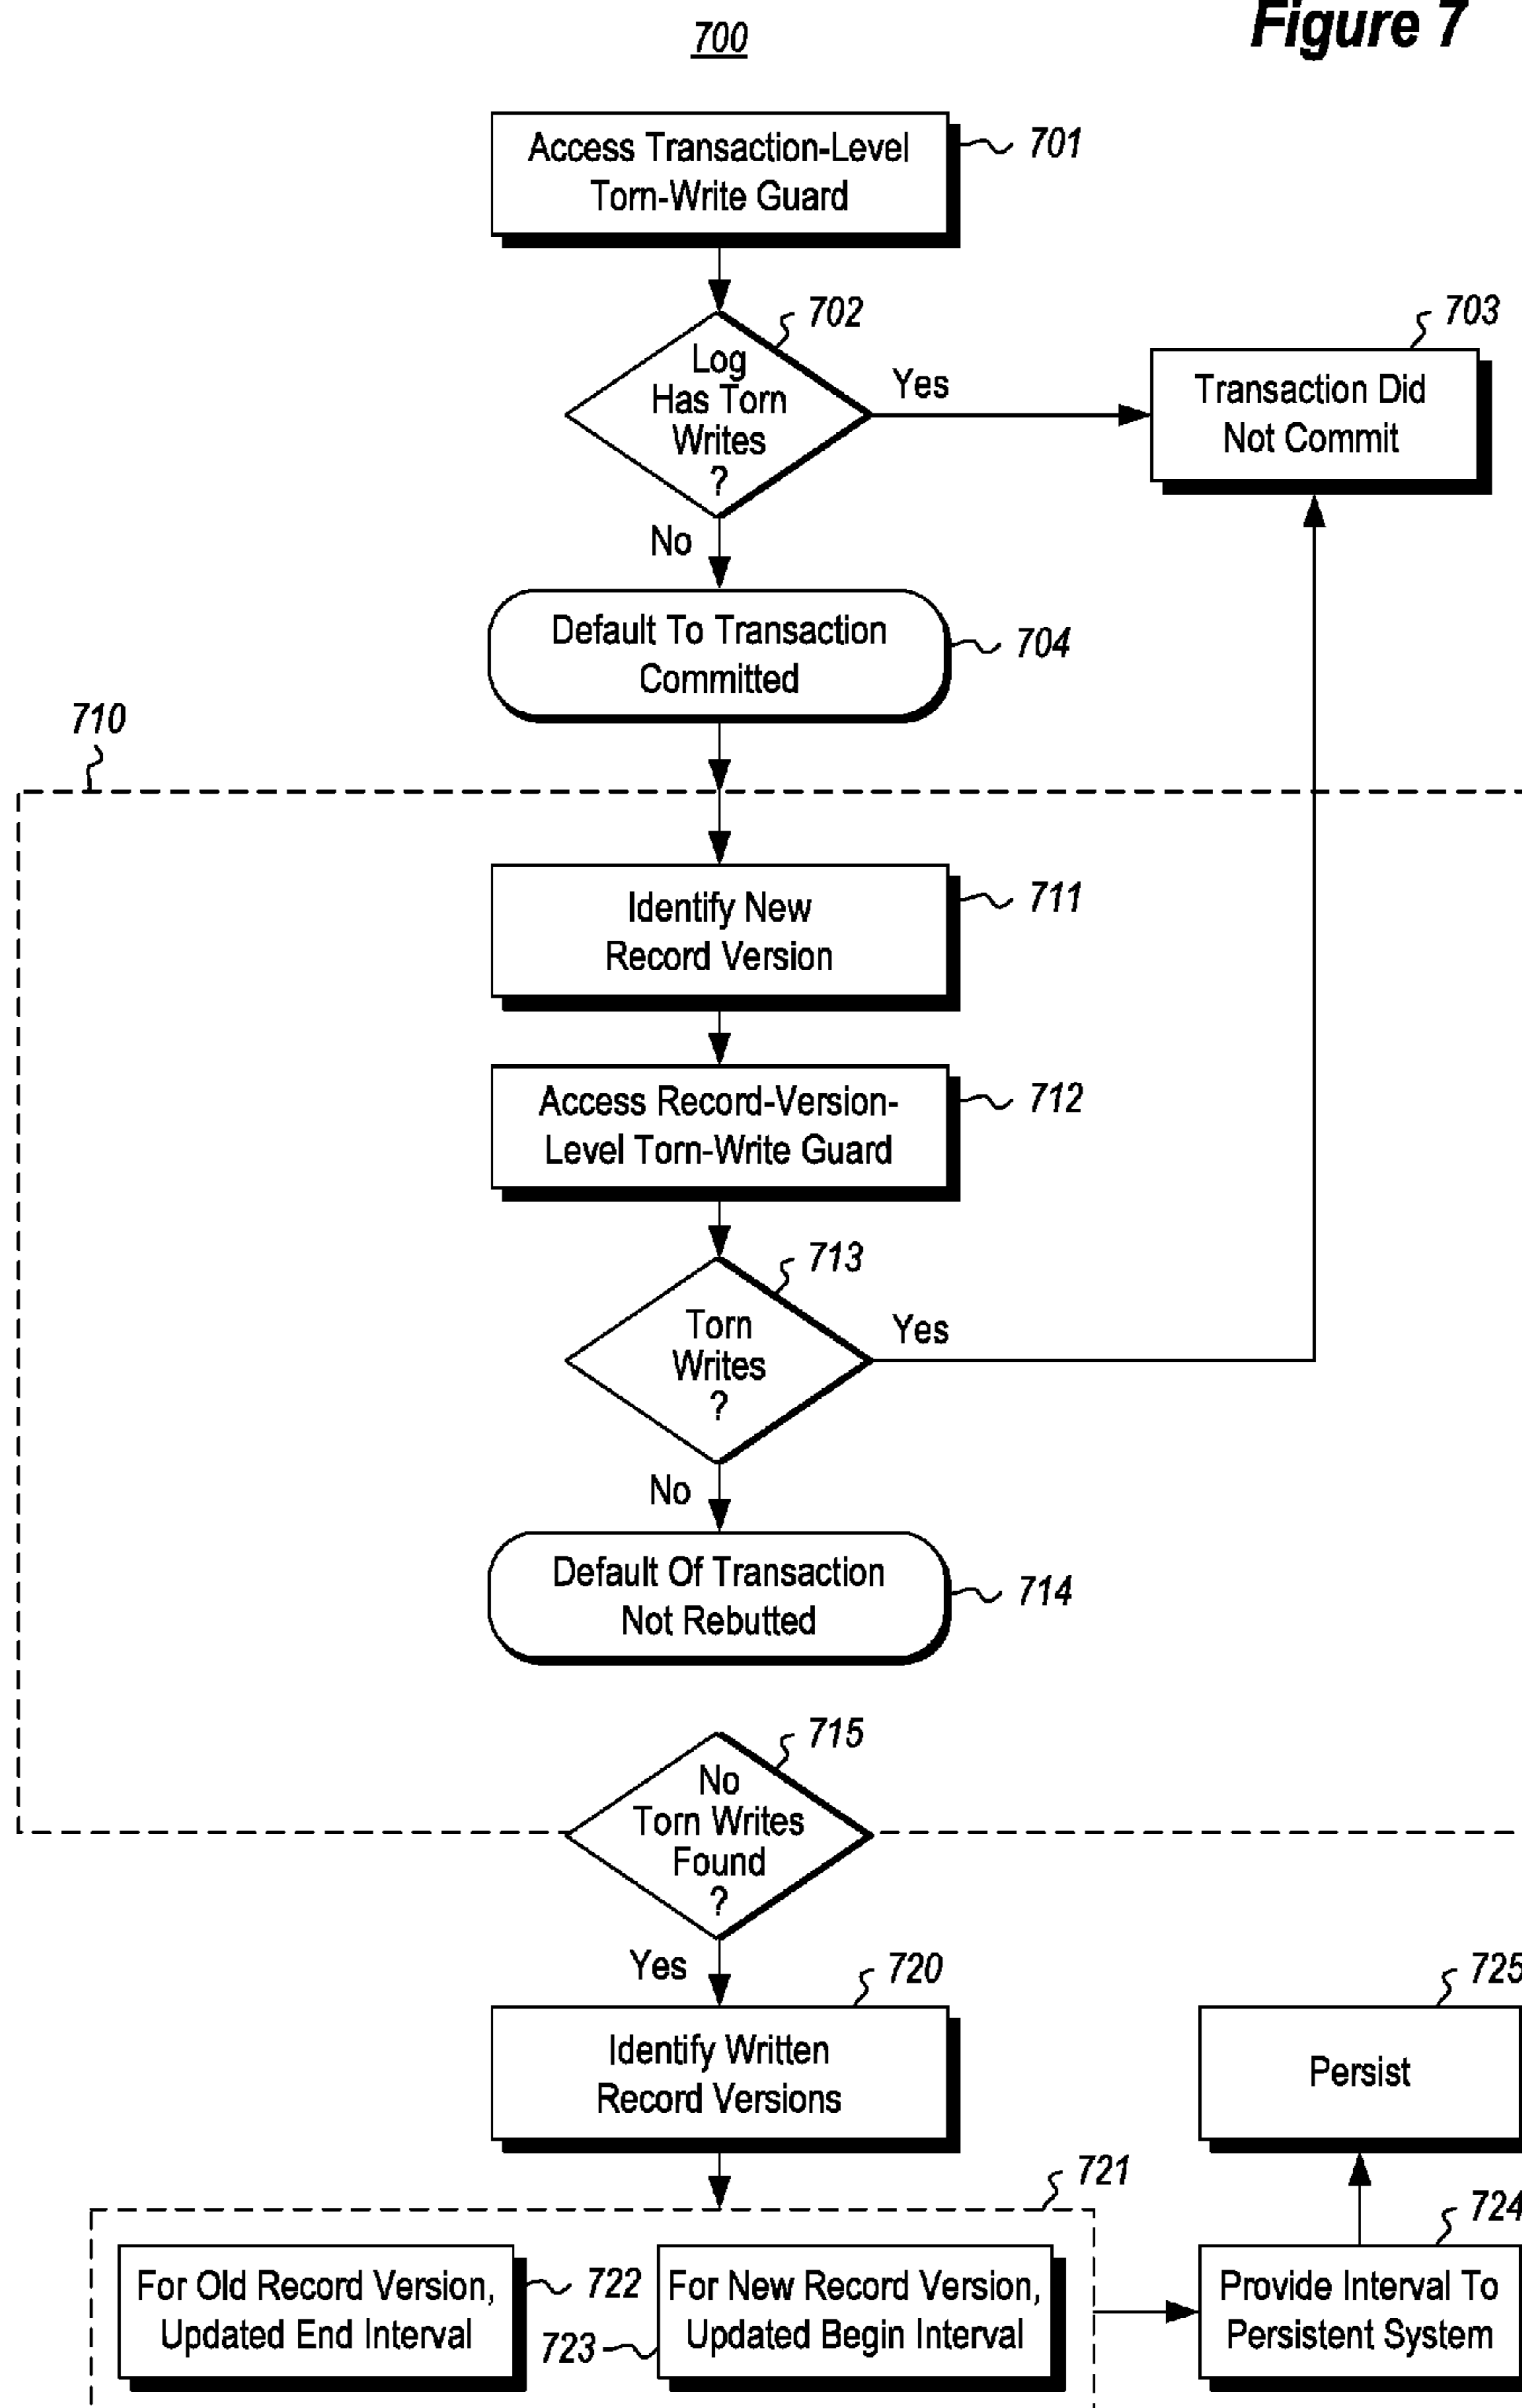 Figure 7
700
Access Transaction-Level
Torn-Write Guard
701
702
Log
Has Torn
Writes
?
Yes
703
Transaction Did
Not Commit
No
Default To Transaction
Committed
704
710
Identify New
Record Version
711
Access Record-Version-
Level Torn-Write Guard
712
713
Torn
Writes
?
Yes
No
Default Of Transaction
Not Rebutted
714
715
No
Torn Writes
Found
?
Yes
720
Identify Written
Record Versions
725
Persist
721
For Old Record Version,
Updated End Interval
722
For New Record Version,
Updated Begin Interval
723
724
Provide Interval To
Persistent System